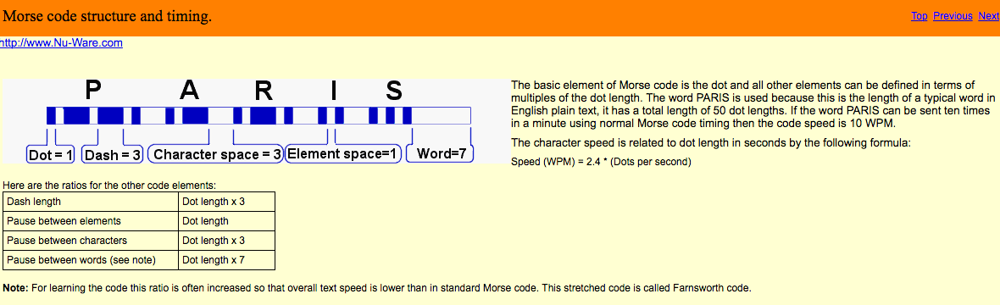 Morse code structure and timing.
Top Previous Next
http://www.Nu-Ware.com
P A R I S
Dot = 1 Dash = 3 Character space = 3 Element space=1 Word=7
The basic element of Morse code is the dot and all other elements can be defined in terms of
multiples of the dot length. The word PARIS is used because this is the length of a typical word in
English plain text, it has a total length of 50 dot lengths. If the word PARIS can be sent ten times
in a minute using normal Morse code timing then the code speed is 10 WPM.
The character speed is related to dot length in seconds by the following formula:
Speed (WPM) = 2.4 * (Dots per second)
Here are the ratios for the other code elements:
Dash length Dot length x 3
Pause between elements Dot length
Pause between characters Dot length x 3
Pause between words (see note) Dot length x 7
Note: For learning the code this ratio is often increased so that overall text speed is lower than in standard Morse code. This stretched code is called Farnsworth code.